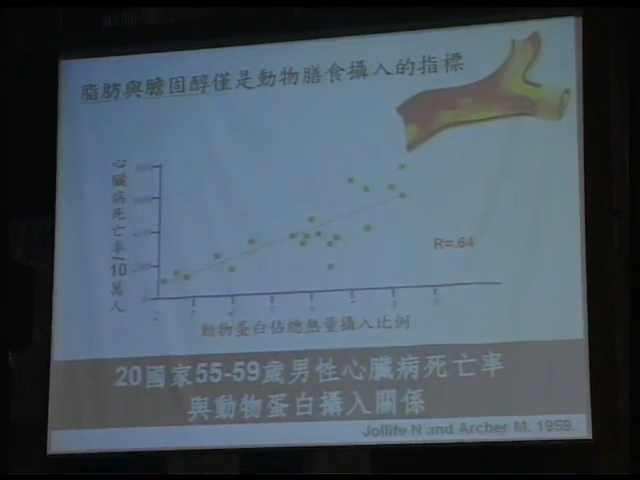 脂肪與膽固醇僅是動物膳食攝入的指標
心臟病死亡率/10萬人
R=.64
動物蛋白佔總熱量攝入比例
20國家55-59歲男性心臟病死亡率
與動物蛋白攝入關係
Jollife N and Archer M. 1959.